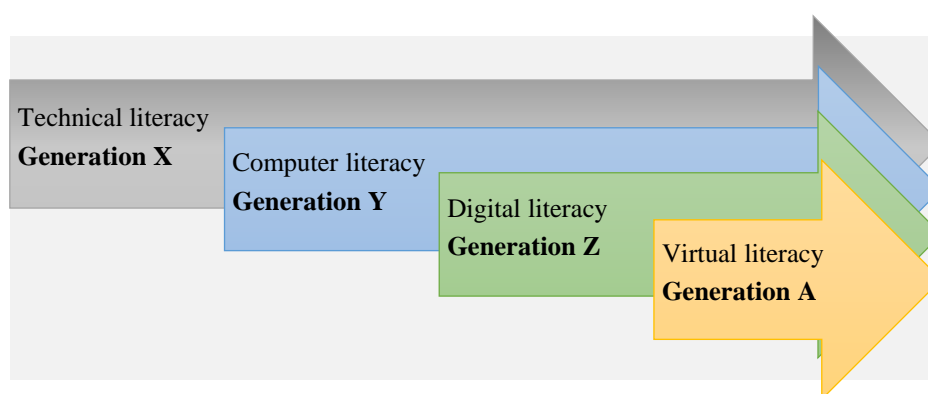 Technical literacy
Generation X
Computer literacy
Generation Y
Digital literacy
Generation Z
Virtual literacy
Generation A